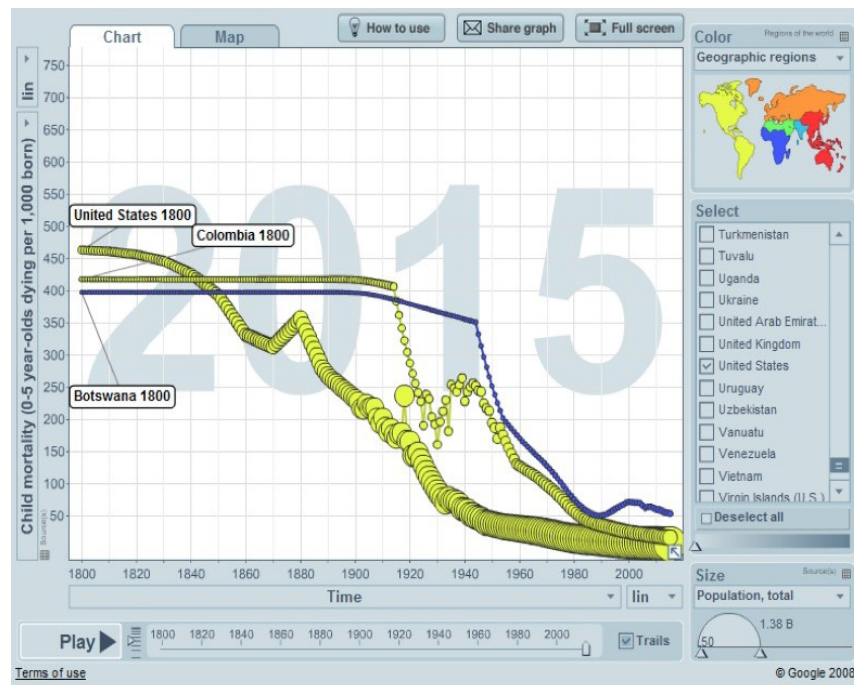 Chart
Map
How to use
Share graph
Full screen
Color
Regions of the world
Geographic regions
lin
Child mortality (0-5 year-olds dying per 1,000 born)
Source(s)
750
700
650
600
550
500
450
400
350
300
250
200
150
100
50
2015
United States 1800
Colombia 1800
Botswana 1800
1800
1820
1840
1860
1880
1900
1920
1940
1960
1980
2000
Time
lin
Select
Turkmenistan
Tuvalu
Uganda
Ukraine
United Arab Emirat...
United Kingdom
United States
Uruguay
Uzbekistan
Vanuatu
Venezuela
Vietnam
Virgin Islands (U.S.)
Deselect all
Size
Source(s)
Population, total
1.38 B
50
Play
1800 1820 1840 1860 1880 1900 1920 1940 1960 1980 2000
Trails
Terms of use
© Google 2008